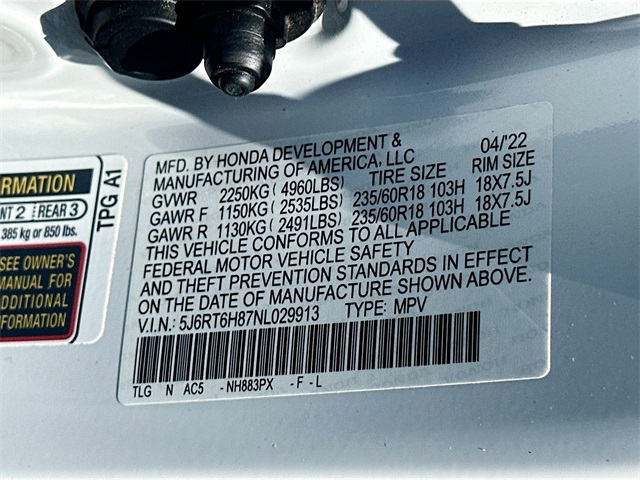 MFD. BY HONDA DEVELOPMENT & 04/'22
MANUFACTURING OF AMERICA, LLC
GVWR 2250KG ( 4960LBS) TIRE SIZE RIM SIZE
GAWR F 1150KG ( 2535LBS) 235/60R18 103H 18X7.5J
GAWR R 1130KG ( 2491LBS) 235/60R18 103H 18X7.5J
THIS VEHICLE CONFORMS TO ALL APPLICABLE
FEDERAL MOTOR VEHICLE SAFETY
AND THEFT PREVENTION STANDARDS IN EFFECT
ON THE DATE OF MANUFACTURE SHOWN ABOVE.
V.I.N.: 5J6RT6H87NL029913 TYPE: MPV
TLG N AC5 - NH883PX - F - L
TPG A1
ORMATION
NT 2 REAR 3
385 kg or 850 lbs.
SEE OWNER'S
MANUAL FOR
ADDITIONAL
INFORMATION